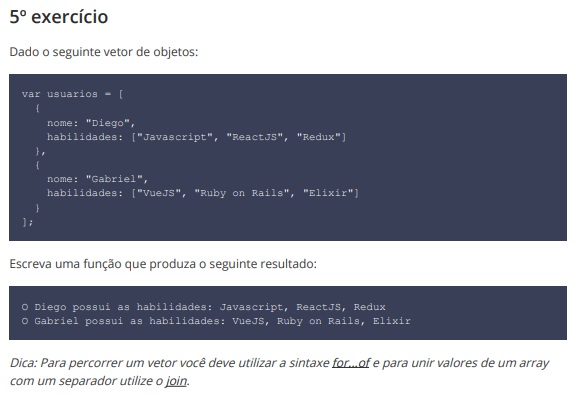 5º exercício
Dado o seguinte vetor de objetos:
var usuarios = [
  {
    nome: "Diego",
    habilidades: ["Javascript", "ReactJS", "Redux"]
  },
  {
    nome: "Gabriel",
    habilidades: ["VueJS", "Ruby on Rails", "Elixir"]
  }
];
Escreva uma função que produza o seguinte resultado:
O Diego possui as habilidades: Javascript, ReactJS, Redux
O Gabriel possui as habilidades: VueJS, Ruby on Rails, Elixir
Dica: Para percorrer um vetor você deve utilizar a sintaxe for...of e para unir valores de um array
com um separador utilize o join.